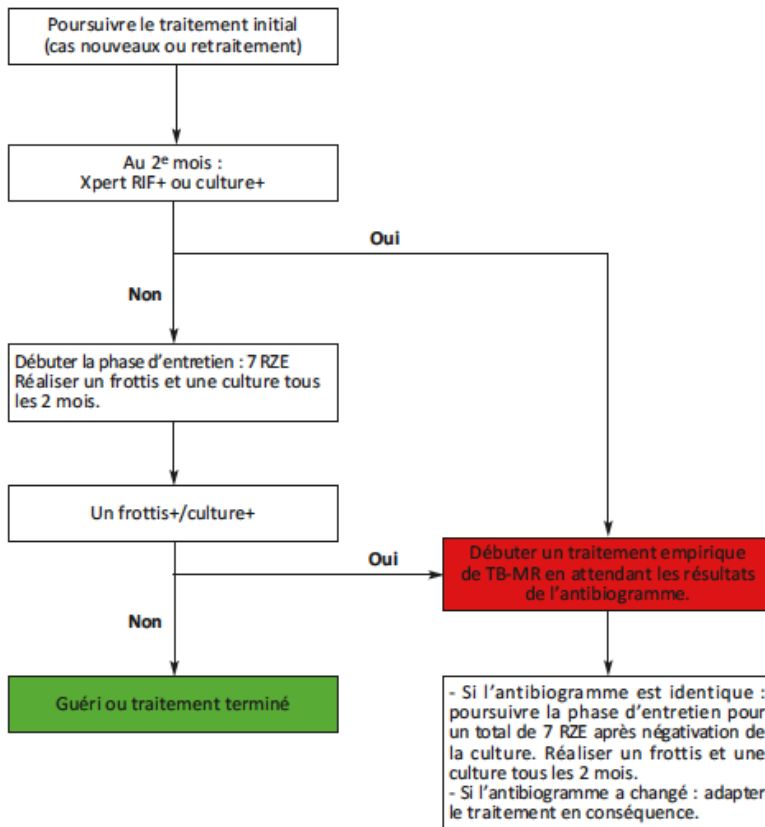 Poursuivre le traitement initial
(cas nouveaux ou retraitement)
Au 2e mois :
Xpert RIF+ ou culture+
Oui
Non
Débuter la phase d’entretien : 7 RZE
Réaliser un frottis et une culture tous
les 2 mois.
Un frottis+/culture+
Oui
Débuter un traitement empirique
de TB-MR en attendant les résultats
de l’antibiogramme.
Non
Guéri ou traitement terminé
- Si l’antibiogramme est identique :
poursuivre la phase d’entretien pour
un total de 7 RZE après négativation de
la culture. Réaliser un frottis et une
culture tous les 2 mois.
- Si l’antibiogramme a changé : adapter
le traitement en conséquence.